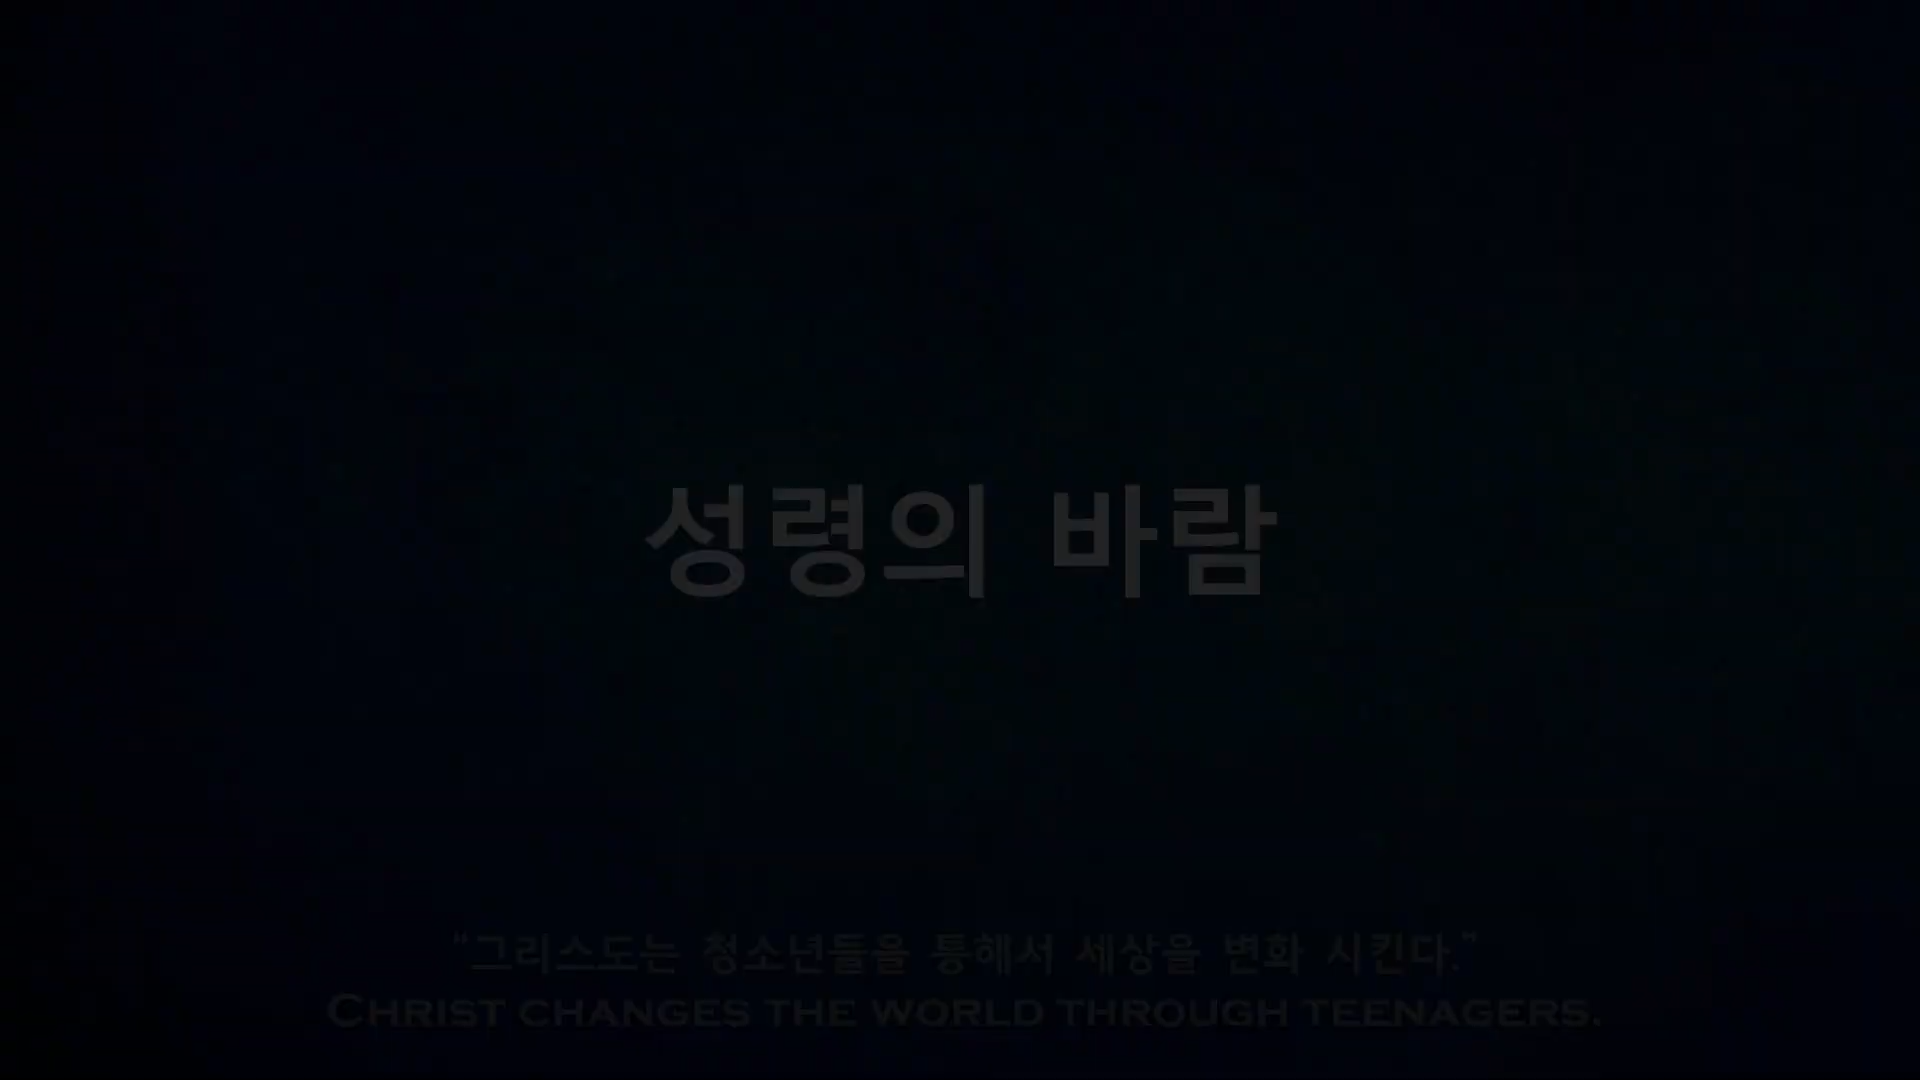 성령의 바람
"그리스도는 청소년들을 통해서 세상을 변화 시킨다."
CHRIST CHANGES THE WORLD THROUGH TEENAGERS.